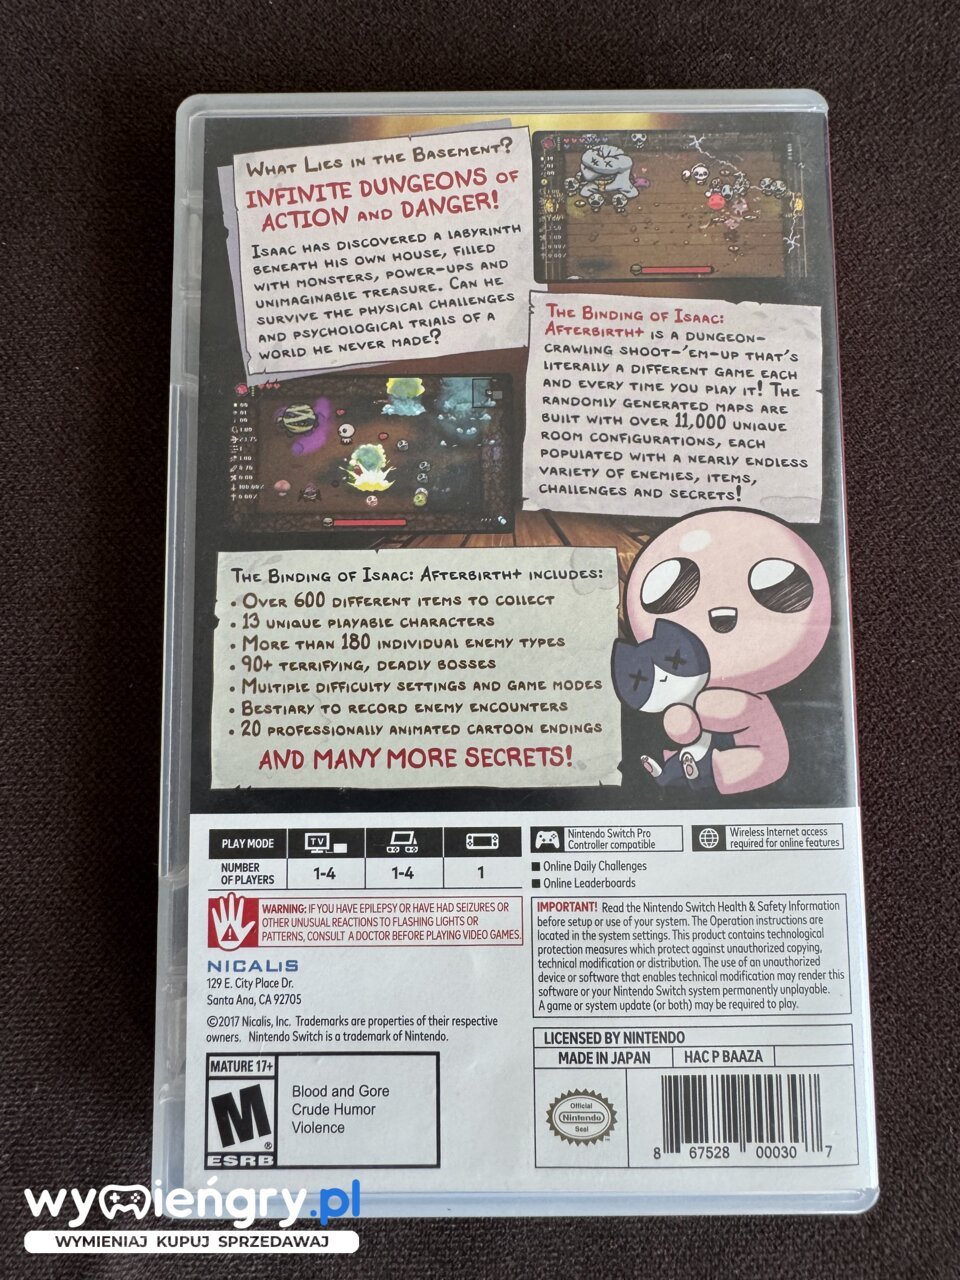 What Lies in the Basement?
INFINITE DUNGEONS OF
ACTION AND DANGER!
Isaac has discovered a labyrinth
beneath his own house, filled
with monsters, power-ups and
unimaginable treasure. Can he
survive the physical challenges
and psychological trials of a
world he never made?
The Binding of Isaac:
Afterbirth+ is a dungeon-
crawling shoot-'em-up that's
literally a different game each
and every time you play it! The
randomly generated maps are
built with over 11,000 unique
room configurations, each
populated with a nearly endless
variety of enemies, items,
challenges and secrets!
The Binding of Isaac: Afterbirth+ includes:
• Over 600 different items to collect
• 13 unique playable characters
• More than 180 individual enemy types
• 90+ terrifying, deadly bosses
• Multiple difficulty settings and game modes
• Bestiary to record enemy encounters
• 20 professionally animated cartoon endings
AND MANY MORE SECRETS!
PLAY MODE TV
NUMBER
OF PLAYERS
1-4 1-4 1
Nintendo Switch Pro
Controller compatible
Wireless Internet access
required for online features
■ Online Daily Challenges
■ Online Leaderboards
WARNING: IF YOU HAVE EPILEPSY OR HAVE HAD SEIZURES OR
OTHER UNUSUAL REACTIONS TO FLASHING LIGHTS OR
PATTERNS, CONSULT A DOCTOR BEFORE PLAYING VIDEO GAMES.
IMPORTANT! Read the Nintendo Switch Health & Safety Information
before setup or use of your system. The Operation instructions are
located in the system settings. This product contains technological
protection measures which protect against unauthorized copying,
technical modification or distribution. The use of an unauthorized
device or software that enables technical modification may render this
software or your Nintendo Switch system permanently unplayable.
A game or system update (or both) may be required to play.
NICALIS
129 E. City Place Dr.
Santa Ana, CA 92705
©2017 Nicalis, Inc. Trademarks are properties of their respective
owners. Nintendo Switch is a trademark of Nintendo.
LICENSED BY NINTENDO
MADE IN JAPAN HAC P BAAZA
MATURE 17+
M
®
ESRB
Blood and Gore
Crude Humor
Violence
Official
Nintendo
Seal
8 67528 00030 7
wymieńgry.pl
WYMIENIAJ KUPUJ SPRZEDAWAJ